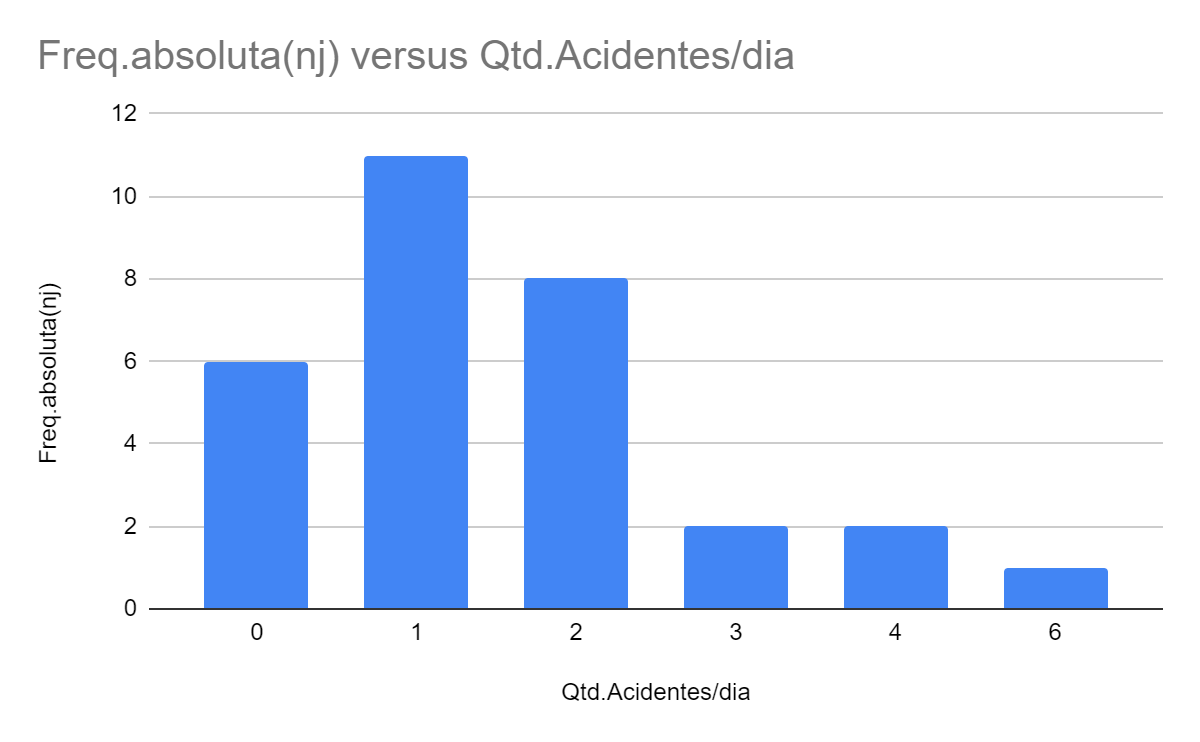 Freq.absoluta(nj) versus Qtd.Acidentes/dia
12
10
8
6
4
2
0
Freq.absoluta(nj)
0 1 2 3 4 6
Qtd.Acidentes/dia